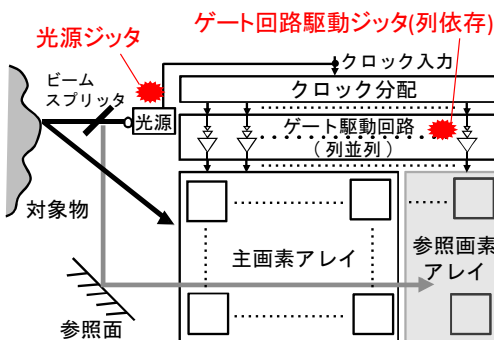 光源ジッタ
ゲート回路駆動ジッタ(列依存)
クロック入力
ビーム
スプリッタ
クロック分配
光源
ゲート駆動回路
(列並列)
対象物
主画素アレイ
参照画素
アレイ
参照面